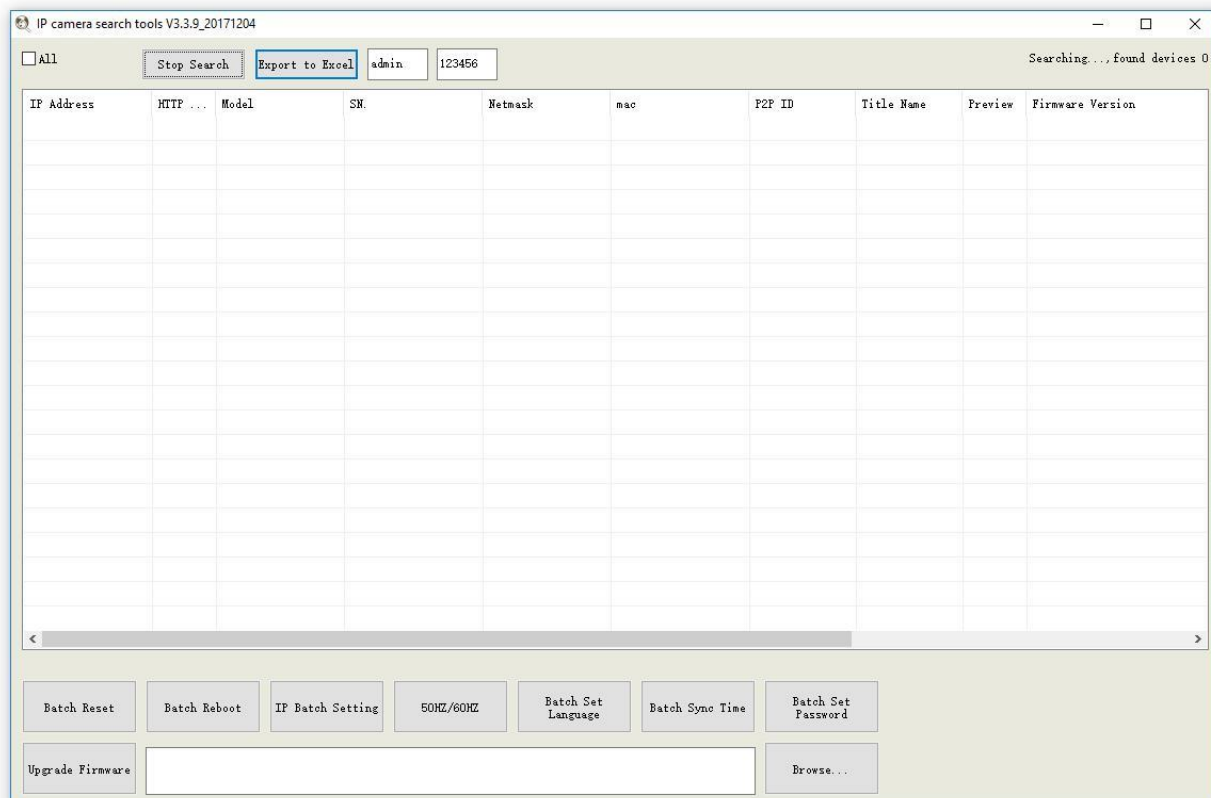 IP camera search tools V3.3.9_20171204
All
Stop Search
Export to Excel
admin
123456
Searching...,found devices 0
IP Address HTTP ... Model SN. Netmask mac P2P ID Title Name Preview Firmware Version
Batch Reset
Batch Reboot
IP Batch Setting
50HZ/60HZ
Batch Set
Language
Batch Sync Time
Batch Set
Password
Upgrade Firmware
Browse...